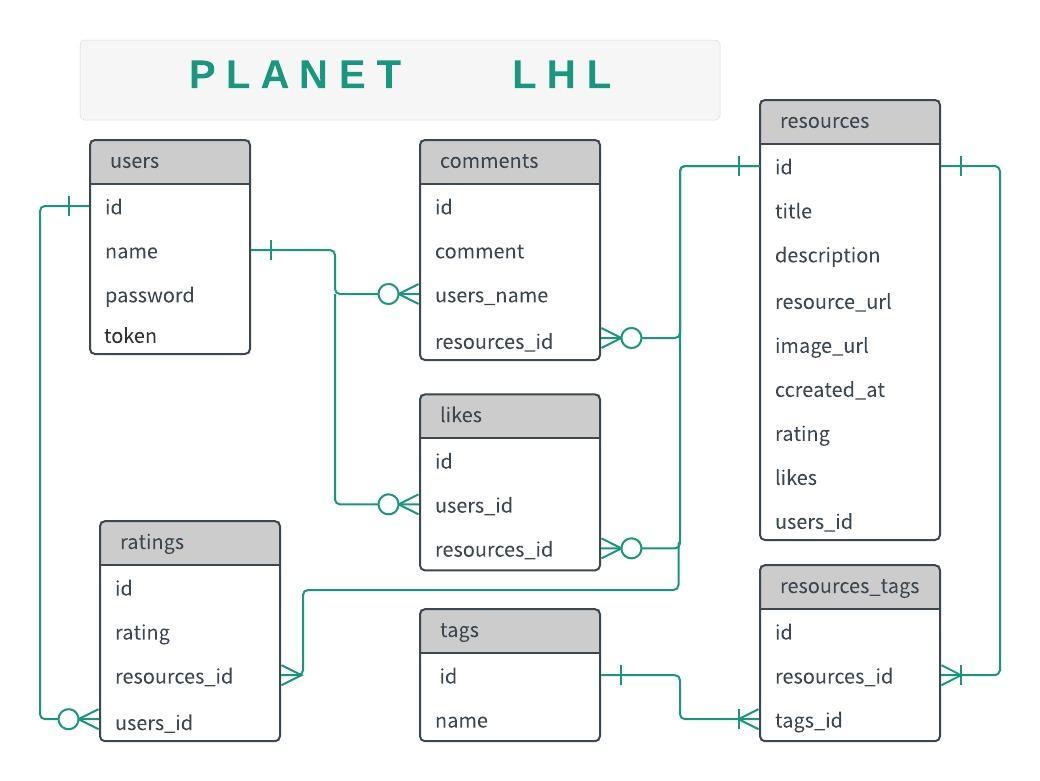 PLANET LHL
users
id
name
password
token
comments
id
comment
users_name
resources_id
resources
id
title
description
resource_url
image_url
ccreated_at
rating
likes
users_id
likes
id
users_id
resources_id
ratings
id
rating
resources_id
users_id
tags
id
name
resources_tags
id
resources_id
tags_id